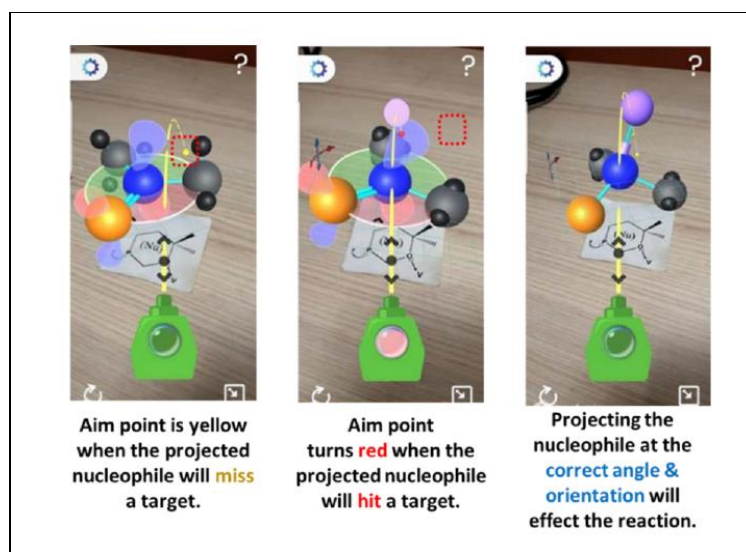 ?
?
?
(Nu)
Aim point is yellow
when the projected
nucleophile will miss
a target.
Aim point
turns red when the
projected nucleophile
will hit a target.
Projecting the
nucleophile at the
correct angle &
orientation will
effect the reaction.